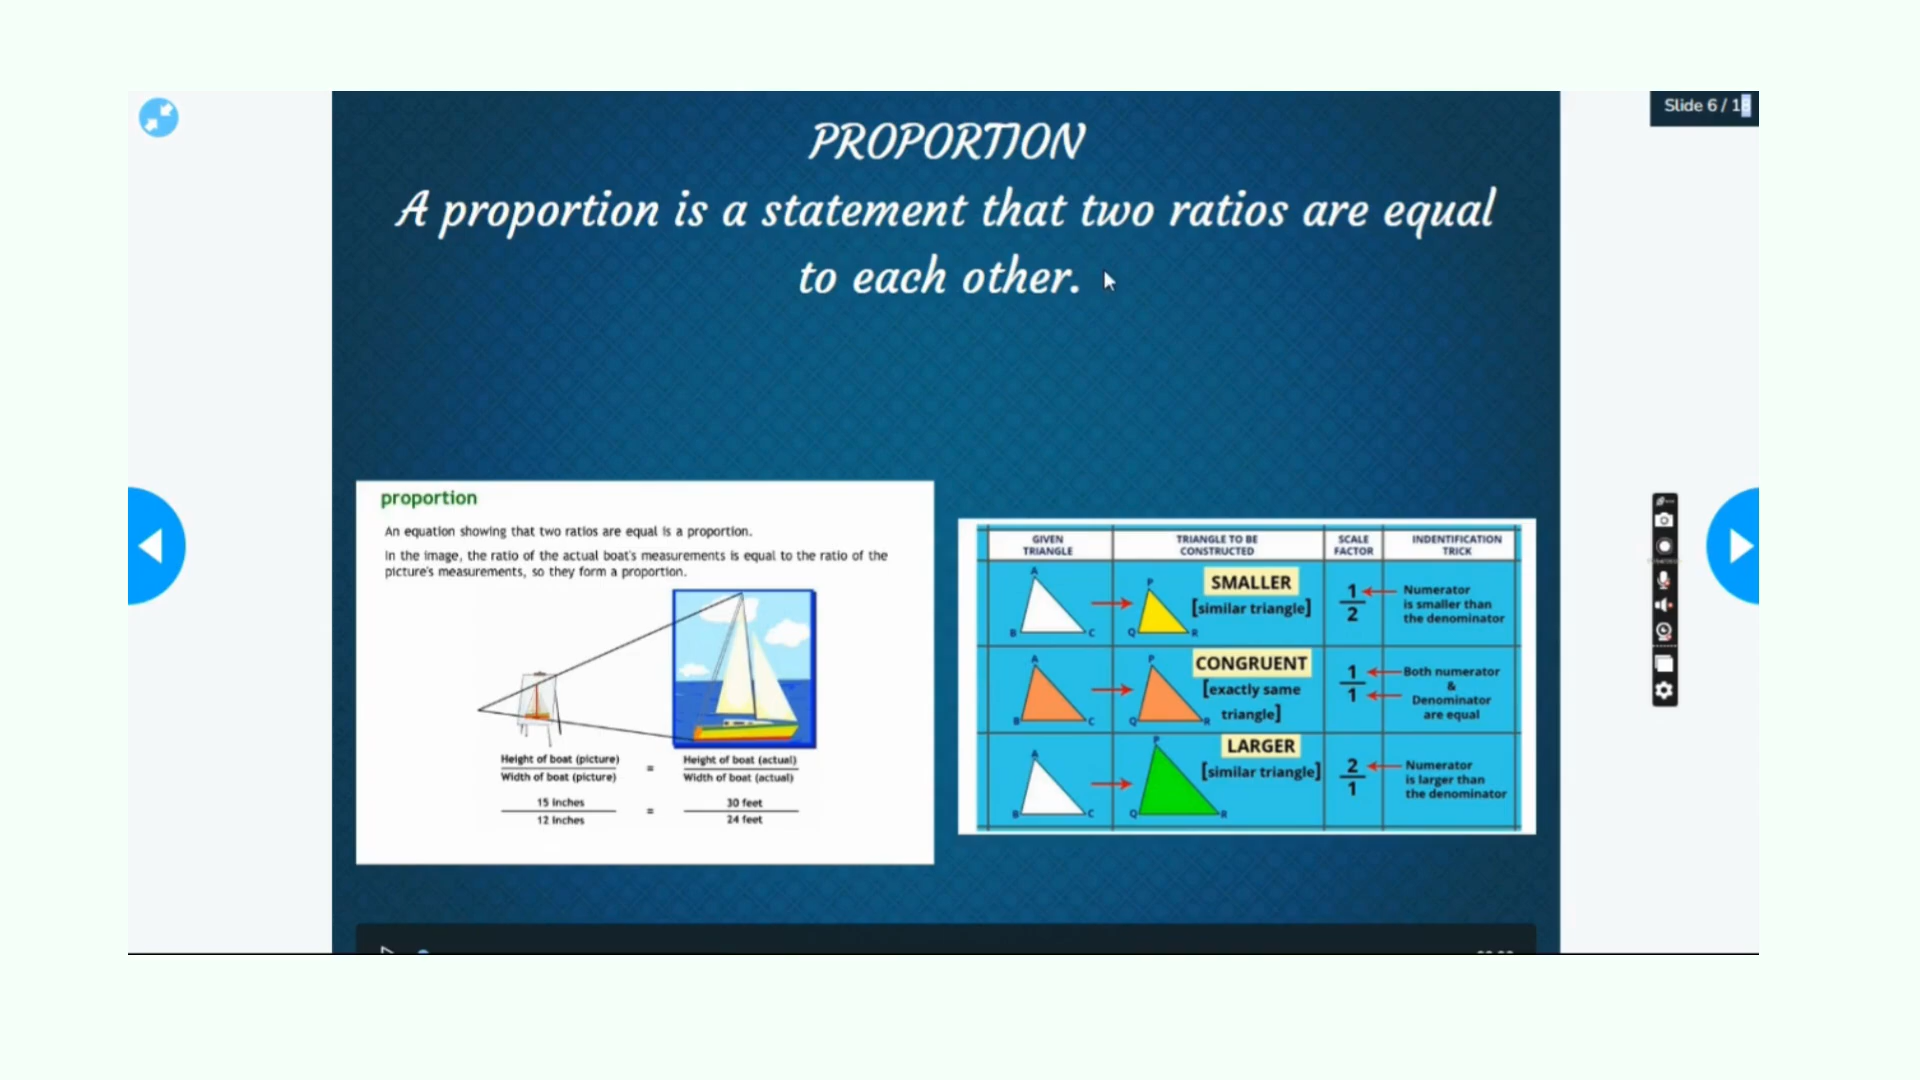 Slide 6 / 18
PROPORTION
A proportion is a statement that two ratios are equal
to each other.
proportion
An equation showing that two ratios are equal is a proportion.
In the image, the ratio of the actual boat's measurements is equal to the ratio of the
picture's measurements, so they form a proportion.
Height of boat (picture) = Height of boat (actual)
Width of boat (picture) Width of boat (actual)
15 inches = 30 feet
12 inches 24 feet
GIVEN TRIANGLE
TRIANGLE TO BE CONSTRUCTED
SCALE FACTOR
INDENTIFICATION TRICK
A B C
P Q R
SMALLER
[similar triangle]
1
2
Numerator
is smaller than
the denominator
A B C
P Q R
CONGRUENT
[exactly same
triangle]
1
1
Both numerator
&
Denominator
are equal
A B C
P Q R
LARGER
[similar triangle]
2
1
Numerator
is larger than
the denominator